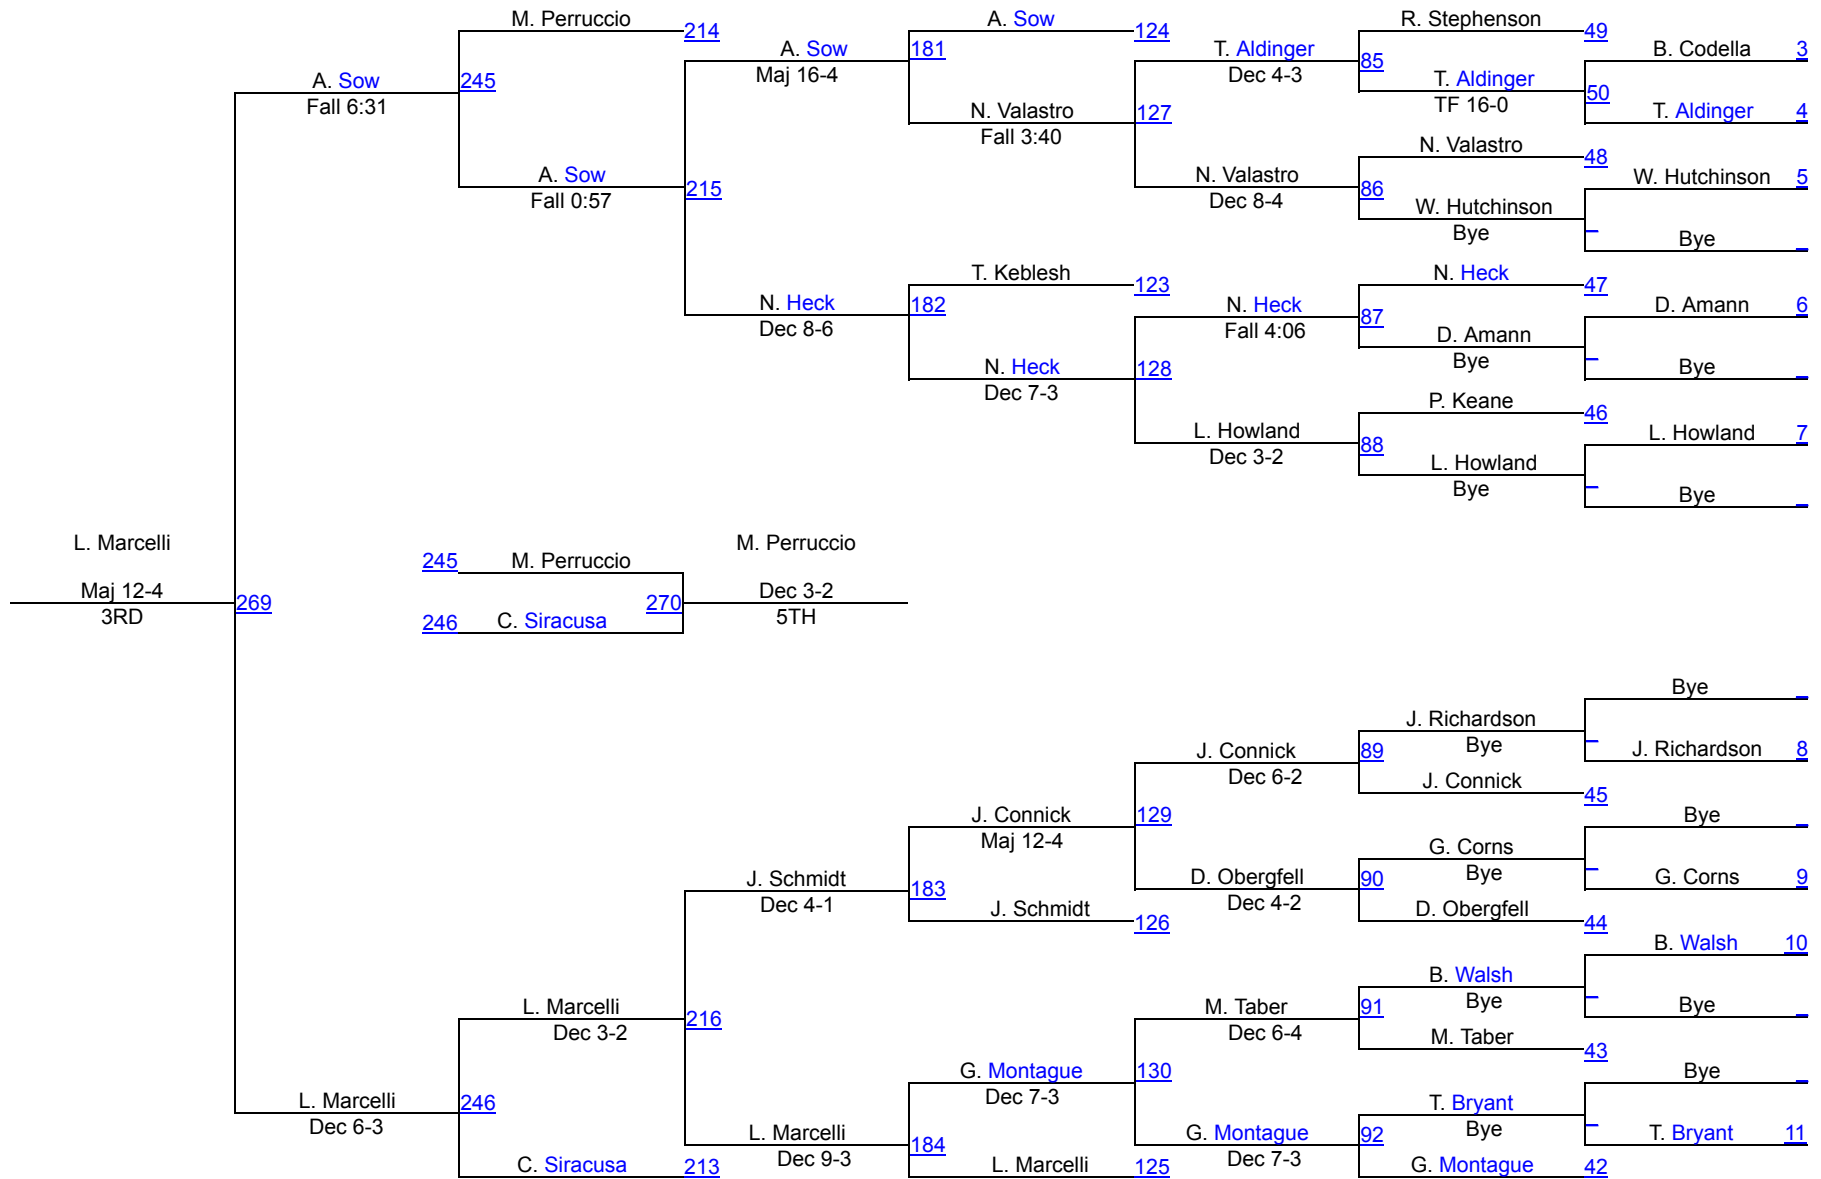 M. Perruccio 214
A. Sow 124
R. Stephenson 49
A. Sow 181
Maj 16-4
T. Aldinger 85
Dec 4-3
B. Codella 3
A. Sow 245
Fall 6:31
T. Aldinger 50
TF 16-0
N. Valastro 127
Fall 3:40
T. Aldinger 4
N. Valastro 48
A. Sow 215
Fall 0:57
N. Valastro 86
Dec 8-4
W. Hutchinson 5
W. Hutchinson _
Bye
Bye _
T. Keblesh 123
N. Heck 47
N. Heck 182
Dec 8-6
N. Heck 87
Fall 4:06
D. Amann 6
D. Amann _
Bye
N. Heck 128
Dec 7-3
Bye _
P. Keane 46
L. Howland 88
Dec 3-2
L. Howland 7
L. Howland _
Bye
Bye _
L. Marcelli
M. Perruccio
245 M. Perruccio
Maj 12-4 269
3RD
270 Dec 3-2
5TH
246 C. Siracusa
Bye _
J. Richardson _
Bye
J. Connick 89
Dec 6-2
J. Richardson 8
J. Connick 45
J. Connick 129
Maj 12-4
Bye _
G. Corns _
Bye
J. Schmidt 183
Dec 4-1
D. Obergfell 90
Dec 4-2
G. Corns 9
J. Schmidt 126
D. Obergfell 44
B. Walsh 10
B. Walsh _
Bye
L. Marcelli 216
Dec 3-2
M. Taber 91
Dec 6-4
Bye _
M. Taber 43
G. Montague 130
Dec 7-3
Bye _
L. Marcelli 246
Dec 6-3
T. Bryant _
Bye
L. Marcelli 184
Dec 9-3
G. Montague 92
Dec 7-3
T. Bryant 11
C. Siracusa 213
L. Marcelli 125
G. Montague 42